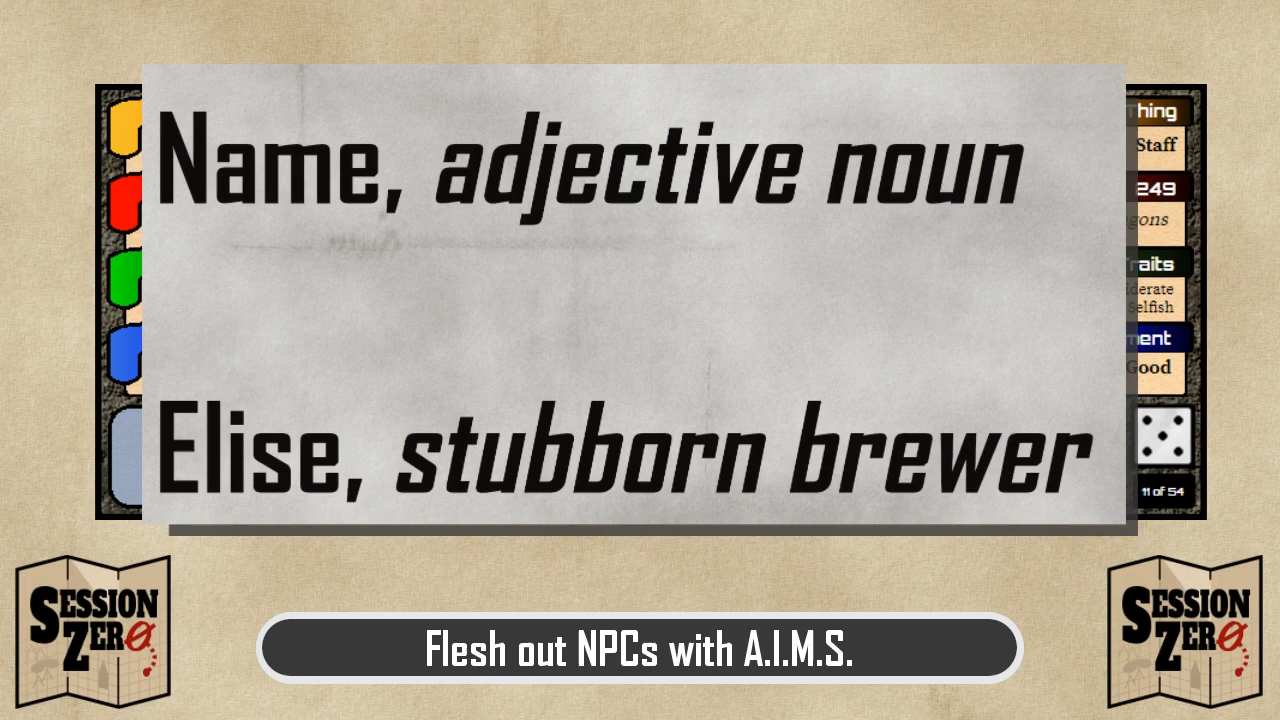 Name, adjective noun
Elise, stubborn brewer
Thing
Staff
249
Good
Selfish
11 of 54
SESSION
ZERO
Flesh out NPCs with A.I.M.S.
SESSION
ZERO